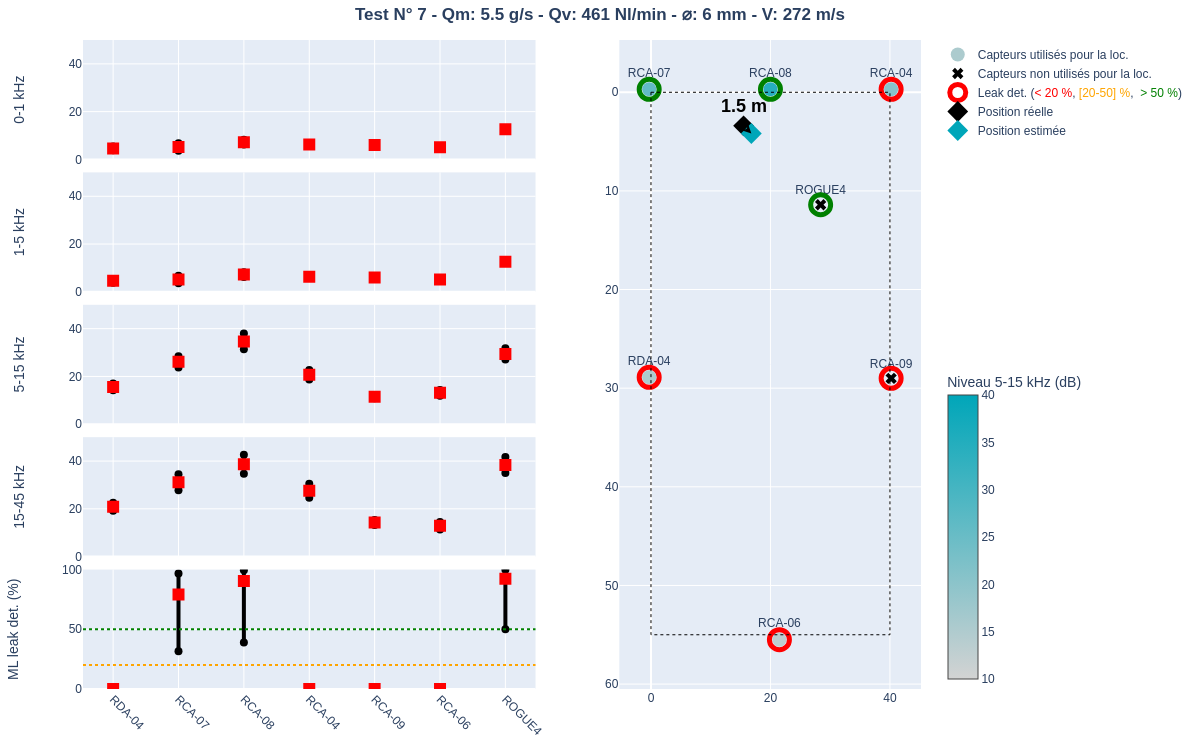 Test N° 7 - Qm: 5.5 g/s - Qv: 461 Nl/min - ⌀: 6 mm - V: 272 m/s
0-1 kHz
40
20
0
1-5 kHz
40
20
0
5-15 kHz
40
20
0
15-45 kHz
40
20
0
ML leak det. (%)
100
50
0
RDA-04
RCA-07
RCA-08
RCA-04
RCA-09
RCA-06
ROGUE4
RCA-07
RCA-08
RCA-04
1.5 m
ROGUE4
RDA-04
RCA-09
RCA-06
0
10
20
30
40
50
60
0
20
40
Capteurs utilisés pour la loc.
Capteurs non utilisés pour la loc.
Leak det. (< 20 %, [20-50] %, > 50 %)
Position réelle
Position estimée
Niveau 5-15 kHz (dB)
40
35
30
25
20
15
10